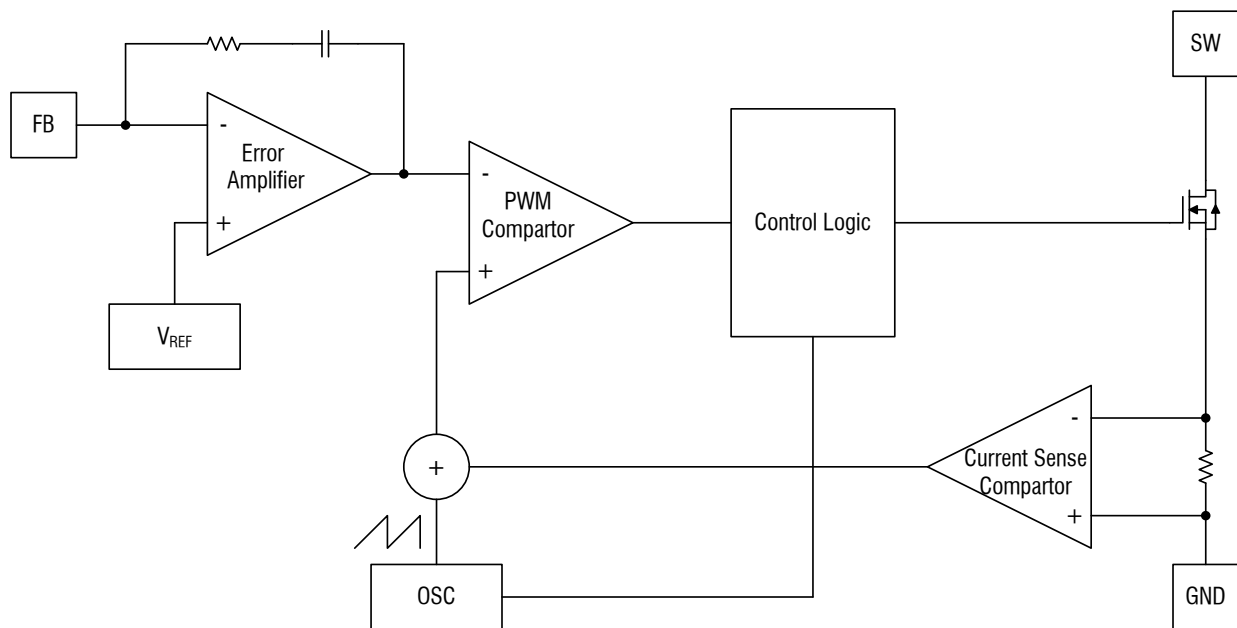 SW
FB
-
Error
Amplifier
+
-
PWM
Compartor
+
Control Logic
VREF
-
Current Sense
Compartor
+
+
OSC
GND